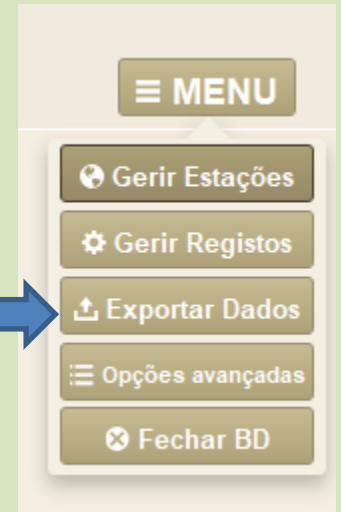 MENU
Gerir Estações
Gerir Registos
Exportar Dados
Opções avançadas
Fechar BD